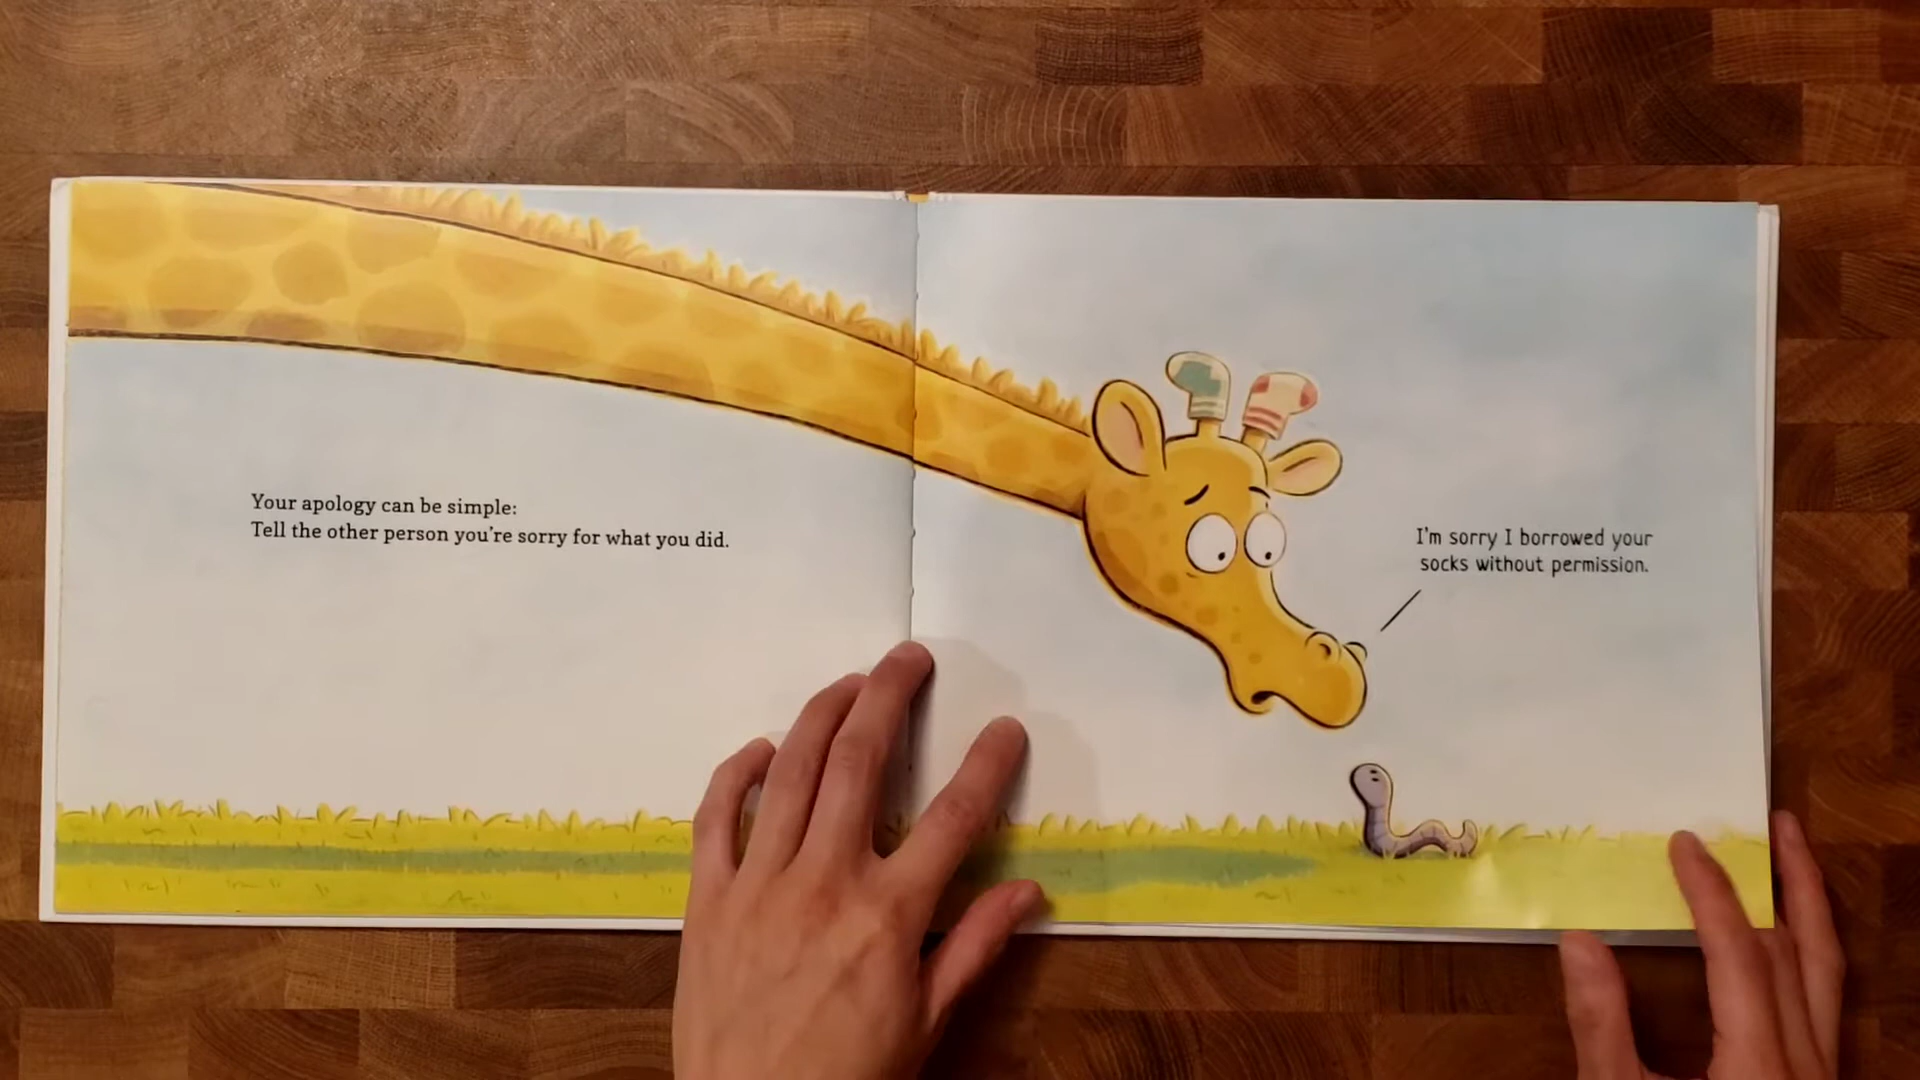 Your apology can be simple:
Tell the other person you’re sorry for what you did.
I'm sorry I borrowed your
socks without permission.